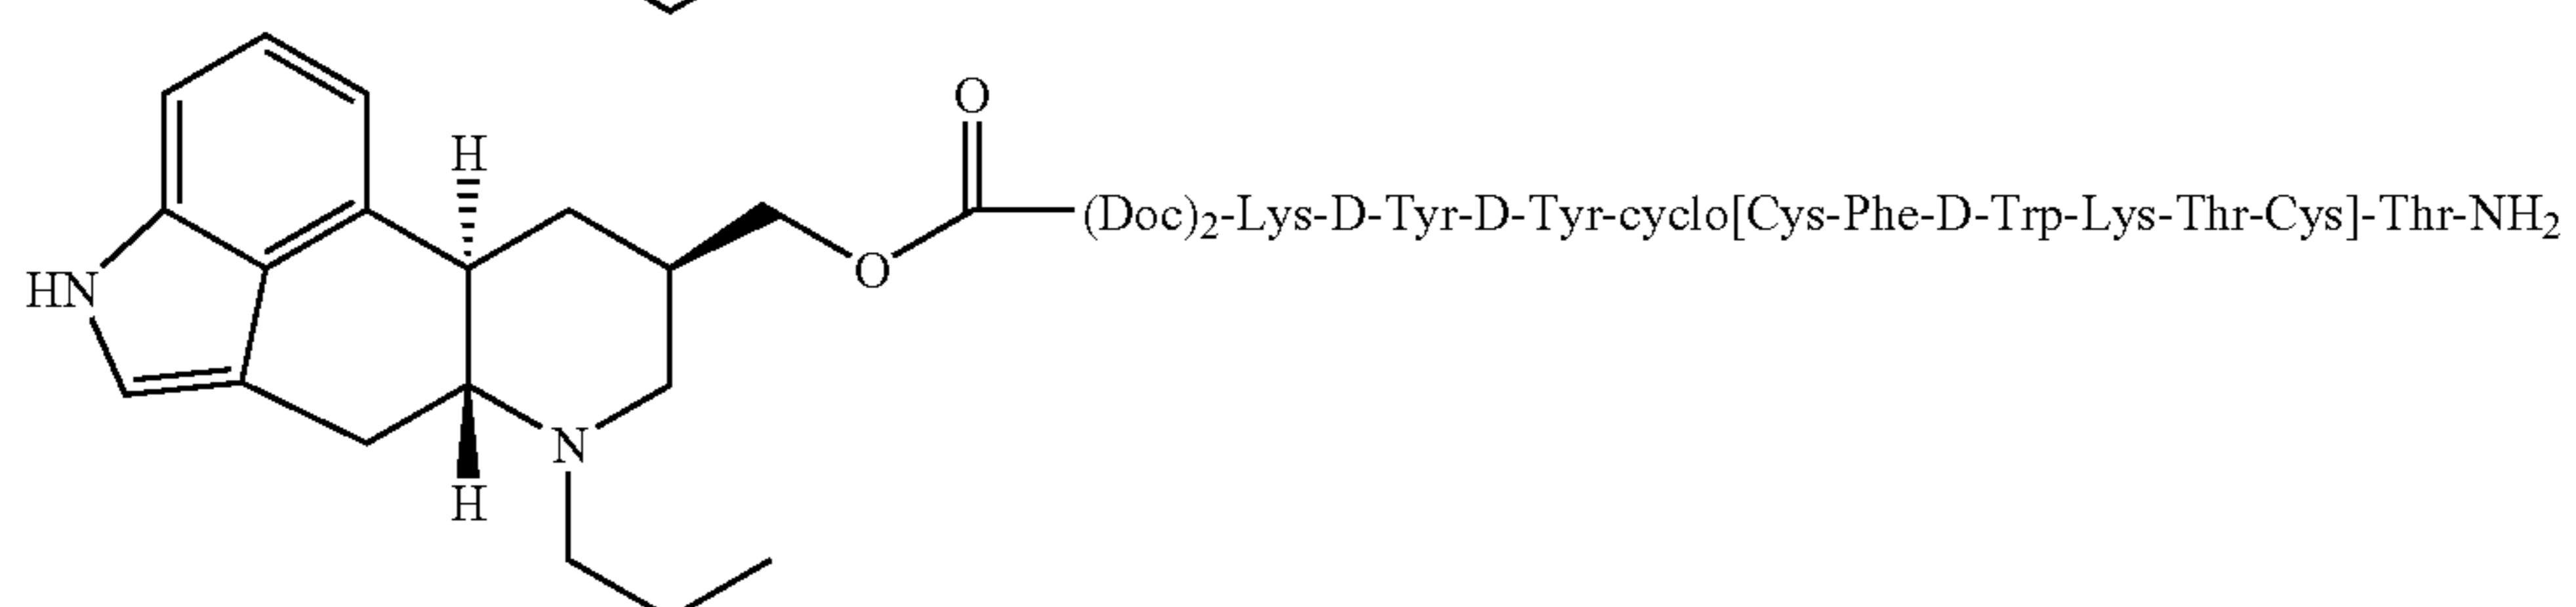 O
H
(Doc)₂-Lys-D-Tyr-D-Tyr-cyclo[Cys-Phe-D-Trp-Lys-Thr-Cys]-Thr-NH₂
O
HN
N
H